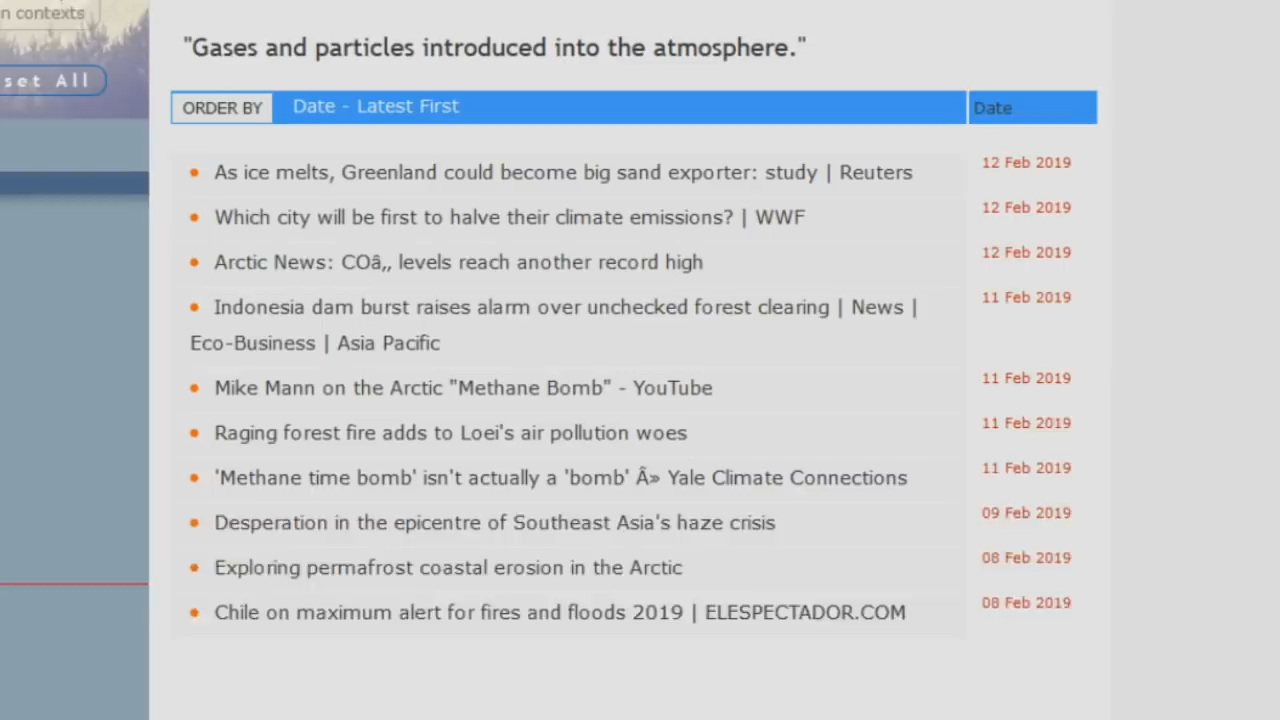 n contexts
set All
"Gases and particles introduced into the atmosphere."
ORDER BY Date - Latest First Date
As ice melts, Greenland could become big sand exporter: study | Reuters 12 Feb 2019
Which city will be first to halve their climate emissions? | WWF 12 Feb 2019
Arctic News: COâ‚‚ levels reach another record high 12 Feb 2019
Indonesia dam burst raises alarm over unchecked forest clearing | News | 11 Feb 2019
Eco-Business | Asia Pacific
Mike Mann on the Arctic "Methane Bomb" - YouTube 11 Feb 2019
Raging forest fire adds to Loei's air pollution woes 11 Feb 2019
'Methane time bomb' isn't actually a 'bomb' Â» Yale Climate Connections 11 Feb 2019
Desperation in the epicentre of Southeast Asia's haze crisis 09 Feb 2019
Exploring permafrost coastal erosion in the Arctic 08 Feb 2019
Chile on maximum alert for fires and floods 2019 | ELESPECTADOR.COM 08 Feb 2019